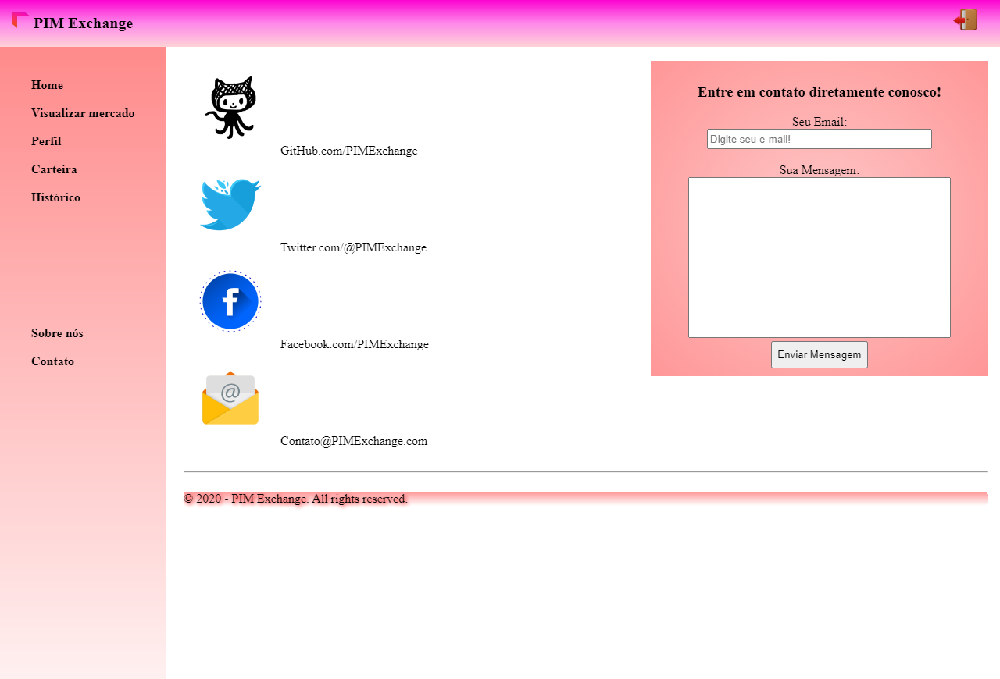 PIM Exchange
Home
Visualizar mercado
Perfil
Carteira
Histórico
Sobre nós
Contato
GitHub.com/PIMExchange
Twitter.com/@PIMExchange
Facebook.com/PIMExchange
@
Contato@PIMExchange.com
Entre em contato diretamente conosco!
Seu Email:
Digite seu e-mail!
Sua Mensagem:
Enviar Mensagem
© 2020 - PIM Exchange. All rights reserved.